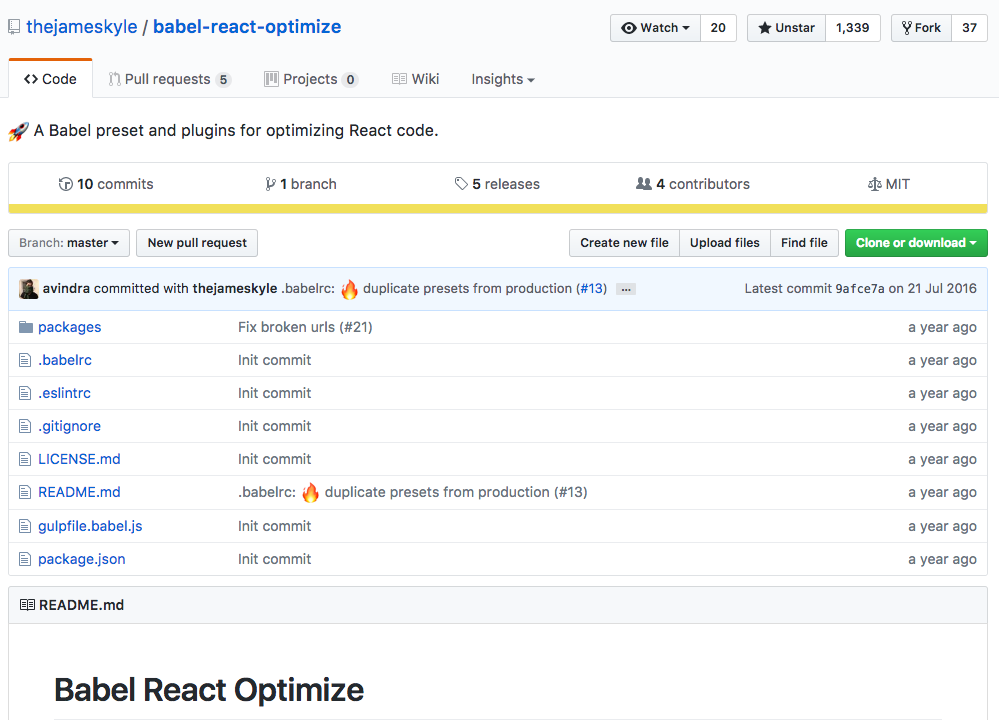 thejameskyle / babel-react-optimize
Watch 20 Unstar 1,339 Fork 37
Code Pull requests 5 Projects 0 Wiki Insights
🚀 A Babel preset and plugins for optimizing React code.
10 commits 1 branch 5 releases 4 contributors MIT
Branch: master New pull request Create new file Upload files Find file Clone or download
avindra committed with thejameskyle .babelrc: 🔥 duplicate presets from production (#13) ... Latest commit 9afce7a on 21 Jul 2016
packages Fix broken urls (#21) a year ago
.babelrc Init commit a year ago
.eslintrc Init commit a year ago
.gitignore Init commit a year ago
LICENSE.md Init commit a year ago
README.md .babelrc: 🔥 duplicate presets from production (#13) a year ago
gulpfile.babel.js Init commit a year ago
package.json Init commit a year ago
README.md
Babel React Optimize